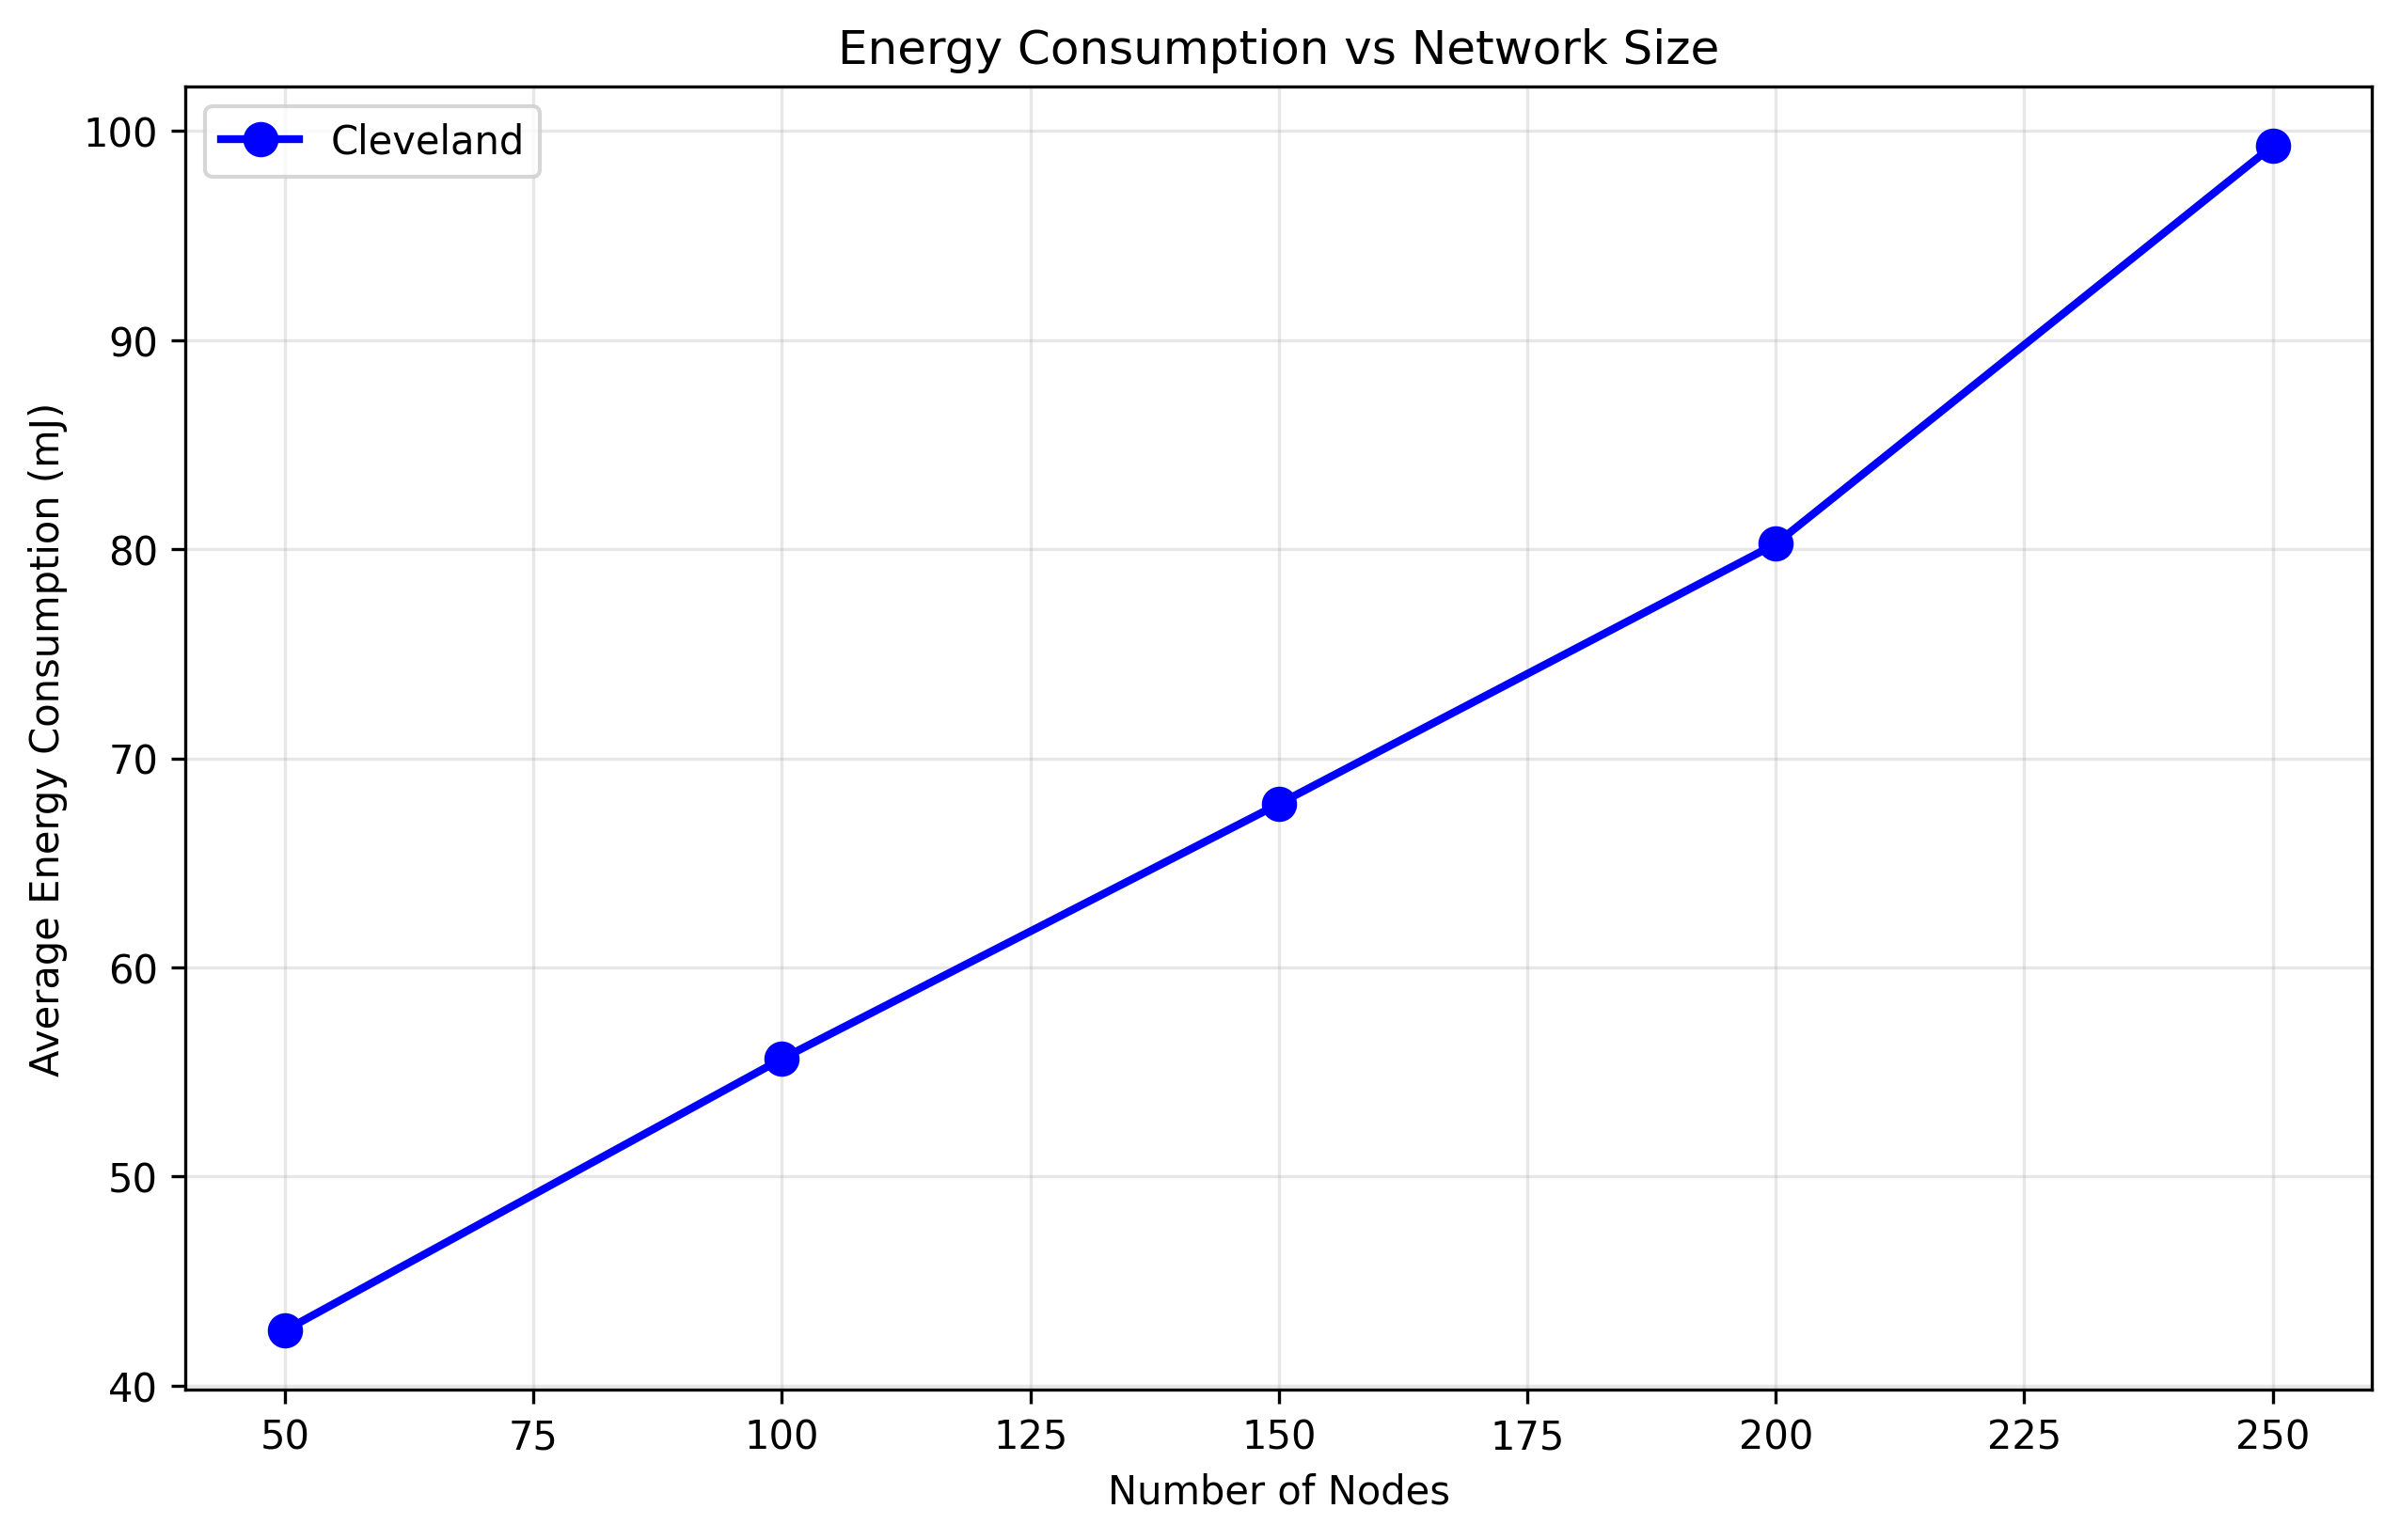 Energy Consumption vs Network Size
Cleveland
Average Energy Consumption (mJ)
100
90
80
70
60
50
40
50 75 100 125 150 175 200 225 250
Number of Nodes